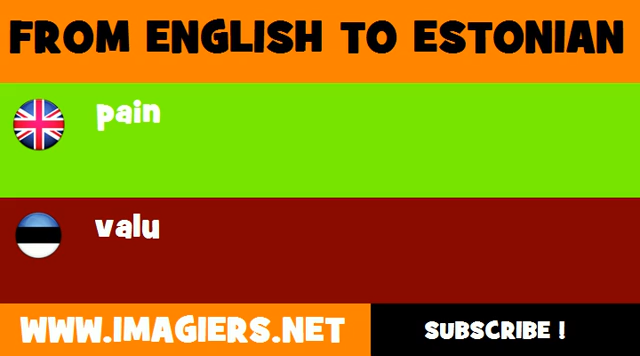 FROM ENGLISH TO ESTONIAN
pain
valu
WWW.IMAGIERS.NET
SUBSCRIBE !